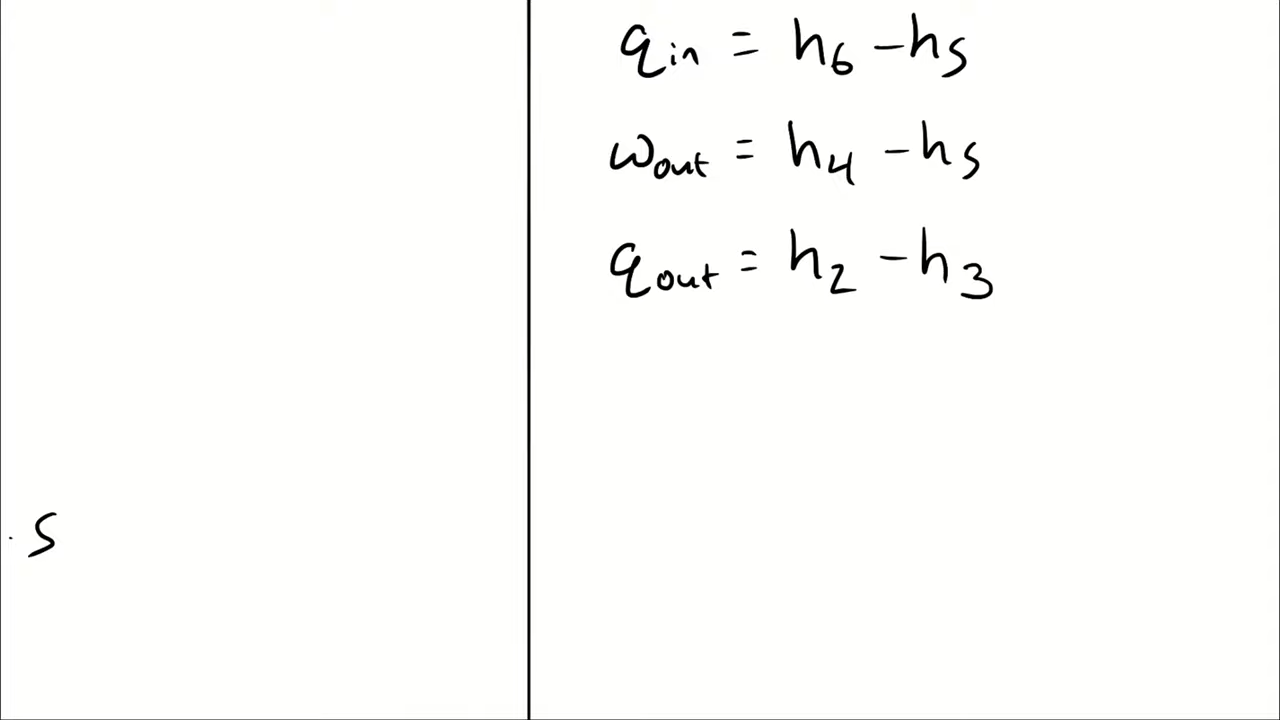 q_in = h_6 - h_5
w_out = h_4 - h_5
q_out = h_2 - h_3
s